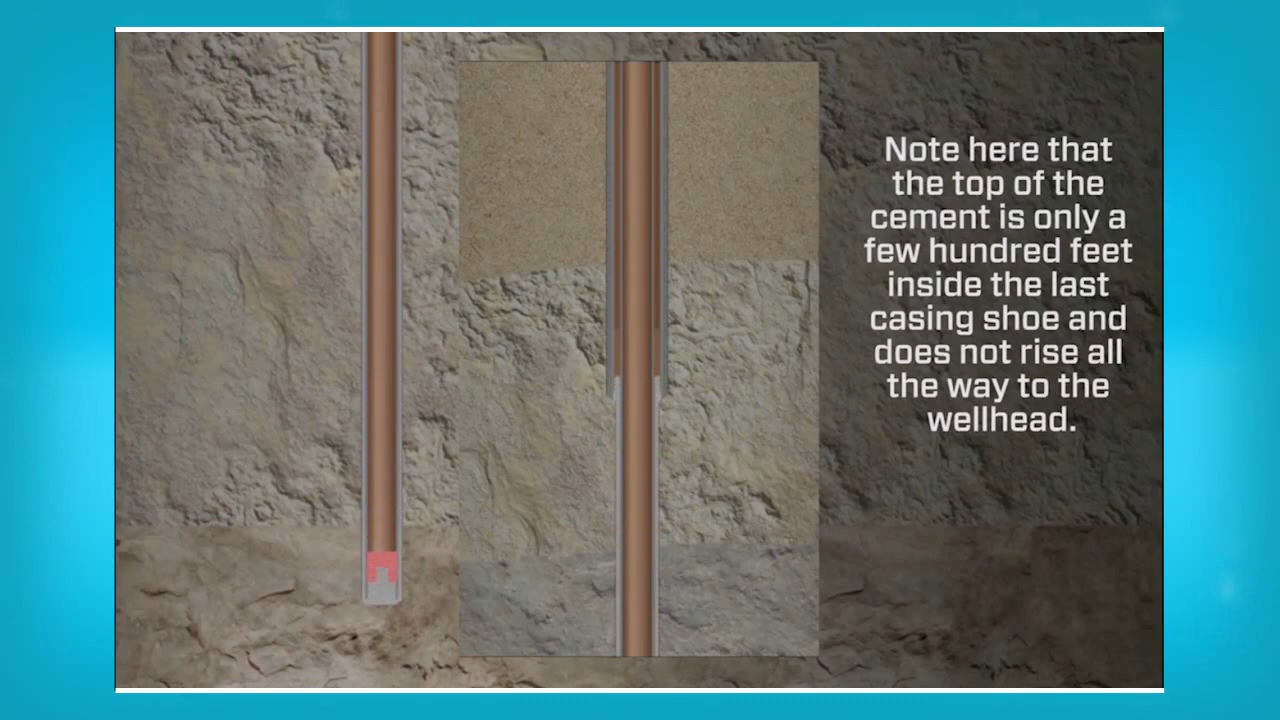 Note here that
the top of the
cement is only a
few hundred feet
inside the last
casing shoe and
does not rise all
the way to the
wellhead.